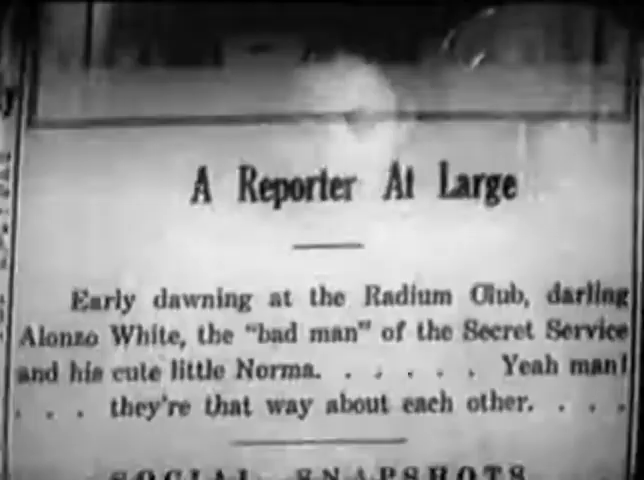 A Reporter At Large
Early dawning at the Radium Club, darling
Alonzo White, the "bad man" of the Secret Service
and his cute little Norma. . . . . . Yeah man!
. . . they're that way about each other. . . .
SOCIAL SNAPSHOTS